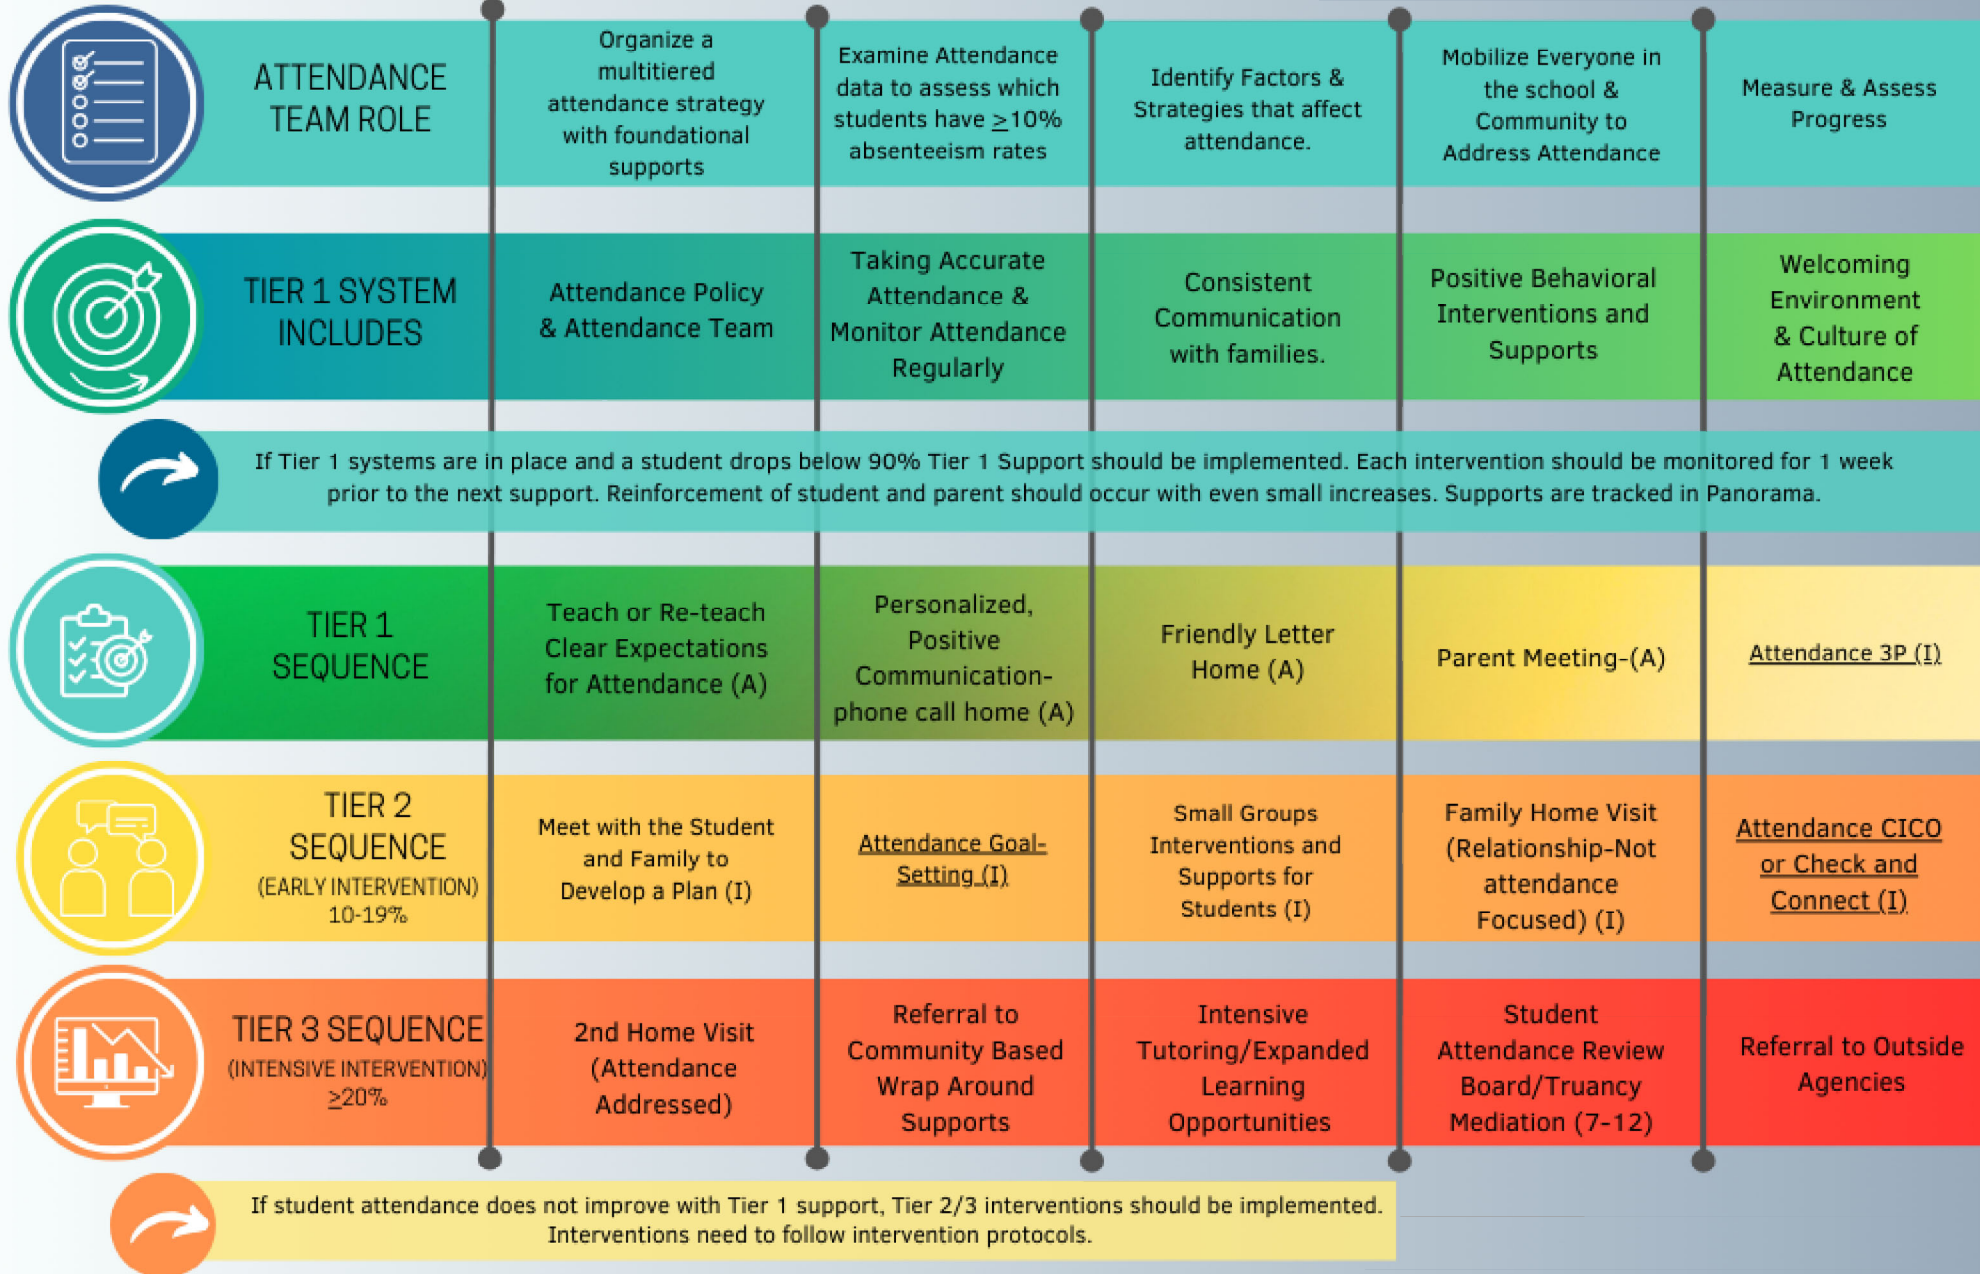 ATTENDANCE
TEAM ROLE
Organize a
multitiered
attendance strategy
with foundational
supports
Examine Attendance
data to assess which
students have ≥10%
absenteeism rates
Identify Factors &
Strategies that affect
attendance.
Mobilize Everyone in
the school &
Community to
Address Attendance
Measure & Assess
Progress
TIER 1 SYSTEM
INCLUDES
Attendance Policy
& Attendance Team
Taking Accurate
Attendance &
Monitor Attendance
Regularly
Consistent
Communication
with families.
Positive Behavioral
Interventions and
Supports
Welcoming
Environment
& Culture of
Attendance
If Tier 1 systems are in place and a student drops below 90% Tier 1 Support should be implemented. Each intervention should be monitored for 1 week
prior to the next support. Reinforcement of student and parent should occur with even small increases. Supports are tracked in Panorama.
TIER 1
SEQUENCE
Teach or Re-teach
Clear Expectations
for Attendance (A)
Personalized,
Positive
Communication-
phone call home (A)
Friendly Letter
Home (A)
Parent Meeting-(A)
Attendance 3P (I)
TIER 2
SEQUENCE
(EARLY INTERVENTION)
10-19%
Meet with the Student
and Family to
Develop a Plan (I)
Attendance Goal-
Setting (I)
Small Groups
Interventions and
Supports for
Students (I)
Family Home Visit
(Relationship-Not
attendance
Focused) (I)
Attendance CICO
or Check and
Connect (I)
TIER 3 SEQUENCE
(INTENSIVE INTERVENTION)
≥20%
2nd Home Visit
(Attendance
Addressed)
Referral to
Community Based
Wrap Around
Supports
Intensive
Tutoring/Expanded
Learning
Opportunities
Student
Attendance Review
Board/Truancy
Mediation (7-12)
Referral to Outside
Agencies
If student attendance does not improve with Tier 1 support, Tier 2/3 interventions should be implemented.
Interventions need to follow intervention protocols.